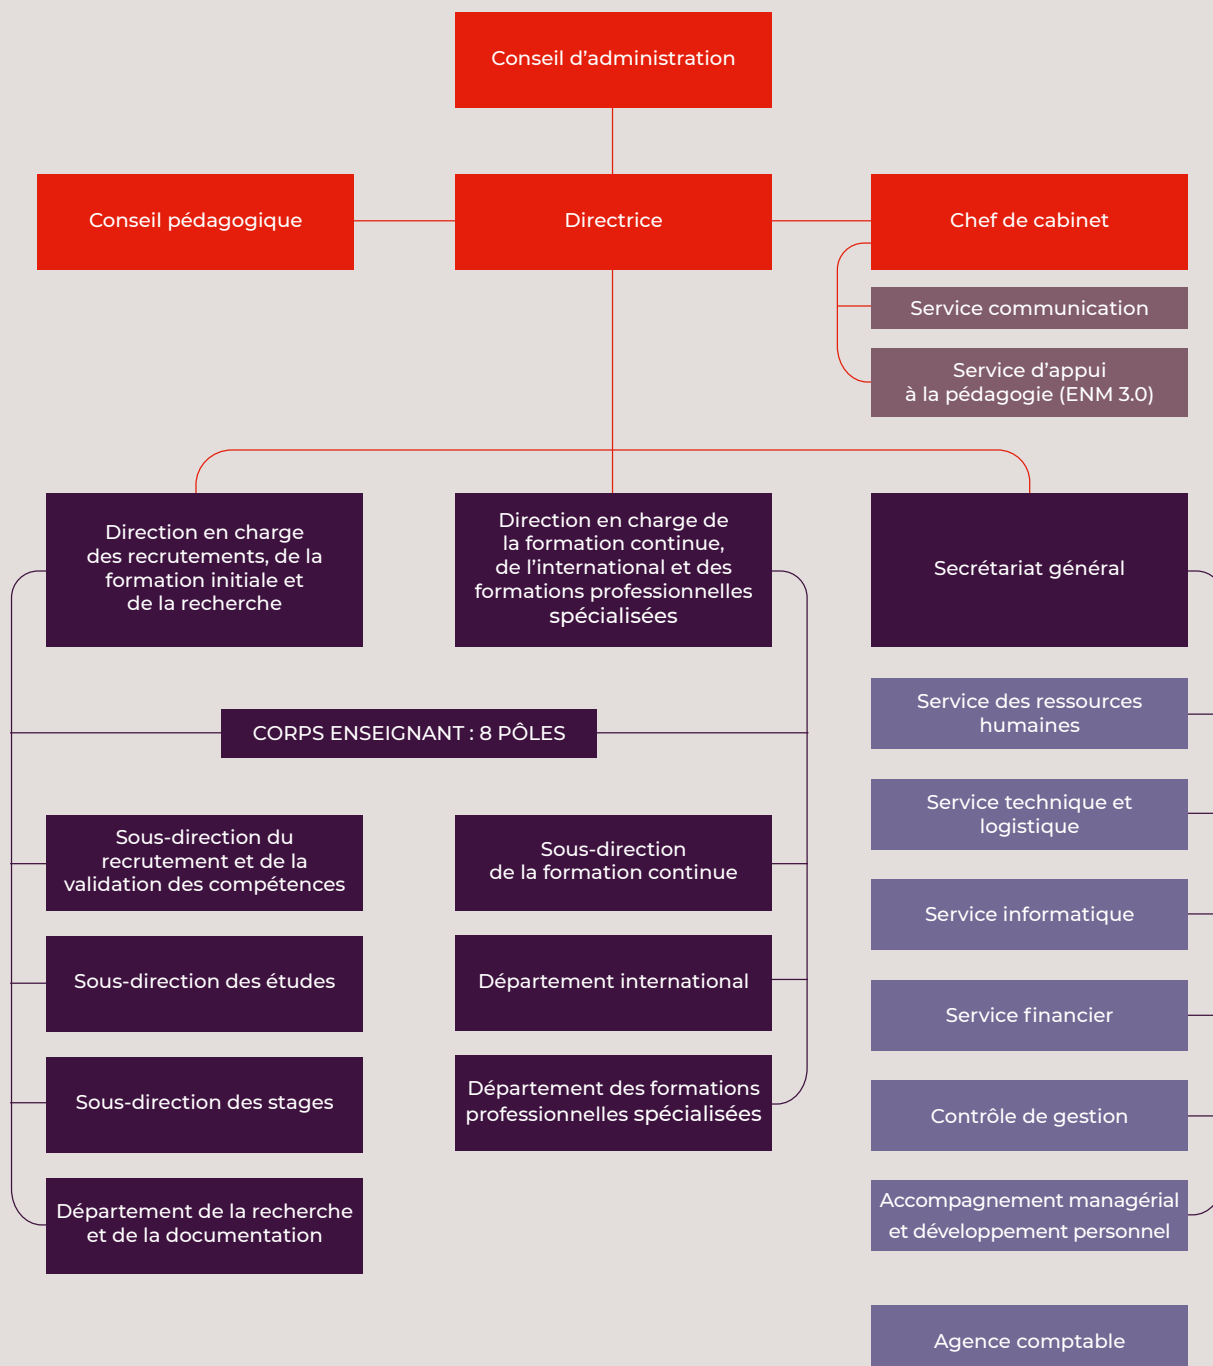 Conseil d’administration
Conseil pédagogique
Directrice
Chef de cabinet
Service communication
Service d’appui
à la pédagogie (ENM 3.0)
Direction en charge
des recrutements, de la
formation initiale et
de la recherche
Direction en charge de
la formation continue,
de l’international et des
formations professionnelles
spécialisées
Secrétariat général
CORPS ENSEIGNANT : 8 PÔLES
Sous-direction du
recrutement et de la
validation des compétences
Sous-direction des études
Sous-direction des stages
Département de la recherche
et de la documentation
Sous-direction
de la formation continue
Département international
Département des formations
professionnelles spécialisées
Service des ressources
humaines
Service technique et
logistique
Service informatique
Service financier
Contrôle de gestion
Accompagnement managérial
et développement personnel
Agence comptable